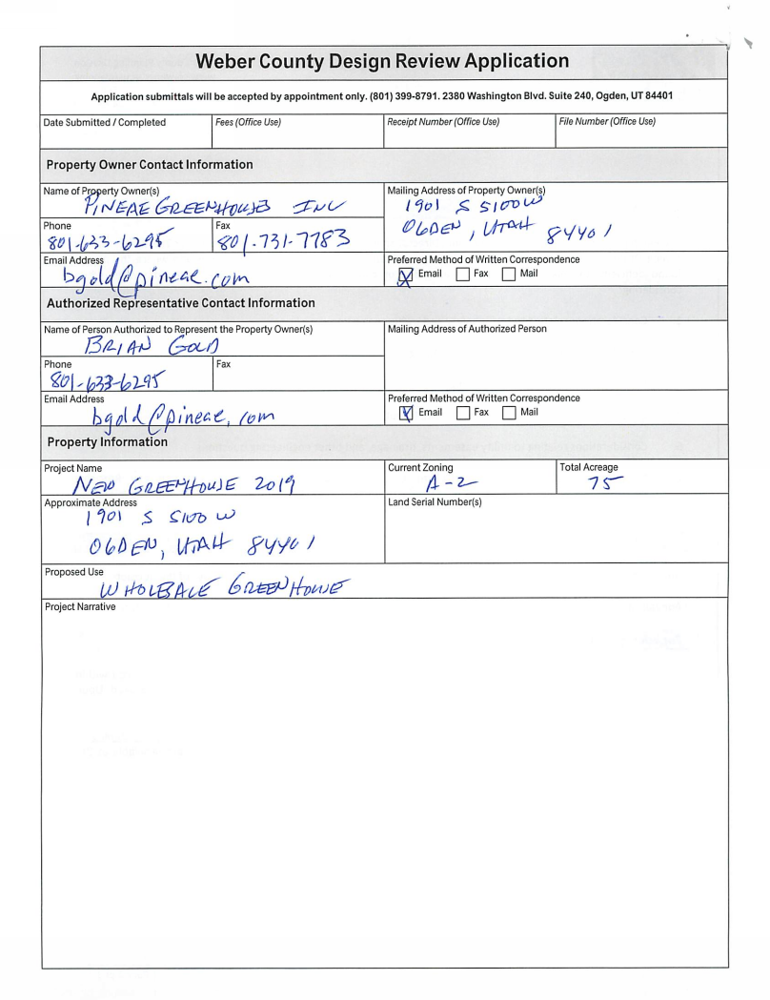 Weber County Design Review Application
Application submittals will be accepted by appointment only. (801) 399-8791. 2380 Washington Blvd. Suite 240, Ogden, UT 84401
Date Submitted / Completed
Fees (Office Use)
Receipt Number (Office Use)
File Number (Office Use)
Property Owner Contact Information
Name of Property Owner(s)
PINEAE GREENHOUSES INC
Mailing Address of Property Owner(s)
1901 S 5100 W
OGDEN, UTAH 84401
Phone
801-633-6295
Fax
801-731-7783
Email Address
bgold@pineae.com
Preferred Method of Written Correspondence
Email Fax Mail
Authorized Representative Contact Information
Name of Person Authorized to Represent the Property Owner(s)
BRIAN GOLD
Mailing Address of Authorized Person
Phone
801-633-6295
Fax
Email Address
bgold@pineae.com
Preferred Method of Written Correspondence
Email Fax Mail
Property Information
Project Name
NEW GREENHOUSE 2019
Current Zoning
A-2
Total Acreage
75
Approximate Address
1901 S 5100 W
OGDEN, UTAH 84401
Land Serial Number(s)
Proposed Use
WHOLESALE GREENHOUSE
Project Narrative